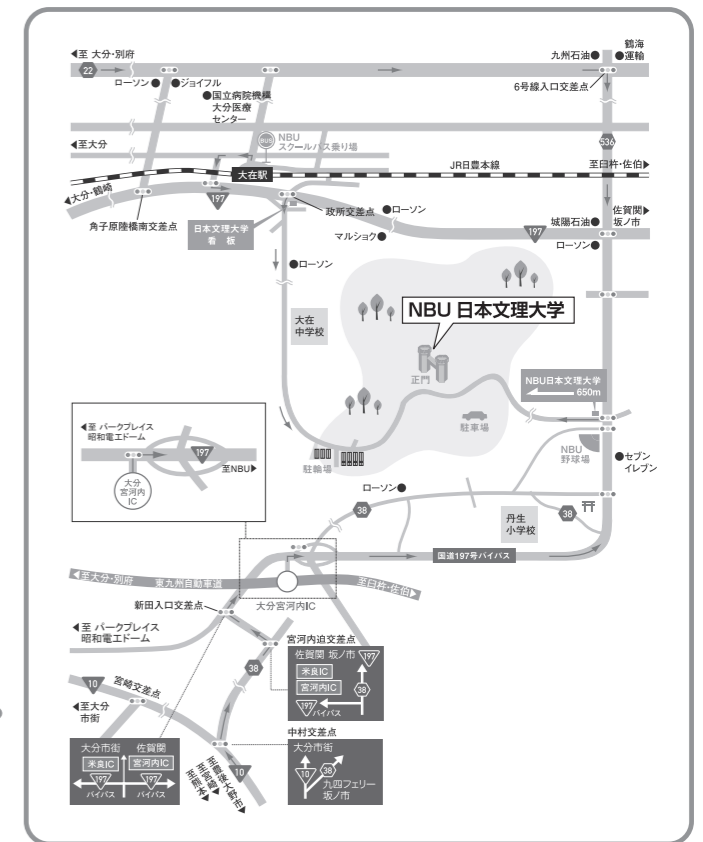 ◀至 大分・別府
22
ローソン●
●ジョイフル
●国立病院機構
大分医療
センター
九州石油●
鶴海
●運輸
6号線入口交差点
536
◀至大分
BUS
NBU
スクールバス乗り場
JR日豊本線
至臼杵・佐伯▶
大在駅
◀大分・鶴崎
197
角子原陸橋南交差点
日本文理大学
看 板
政所交差点
●ローソン
マルショク●
城陽石油●
佐賀関▶
坂ノ市
197
ローソン●
●ローソン
大在
中学校
NBU 日本文理大学
正門
NBU日本文理大学
650m
駐車場
駐輪場
NBU
野球場
●セブン
イレブン
◀至 パークプレイス
昭和電工ドーム
197
至NBU▶
大分
宮河内
IC
ローソン●
38
丹生
小学校
38
国道197号バイパス
◀至大分・別府
東九州自動車道
至臼杵・佐伯▶
大分宮河内IC
新田入口交差点
◀至 パークプレイス
昭和電工ドーム
38
宮河内迫交差点
佐賀関 坂ノ市 197
米良IC
宮河内IC
38
197
バイパス
10
宮崎交差点
◀至大分
市街
大分市街 佐賀関
米良IC 宮河内IC
197 197
バイパス バイパス
至熊本▶
至宮崎▶
至豊後大野市▶
10
中村交差点
大分市街
10
38
九四フェリー
坂ノ市